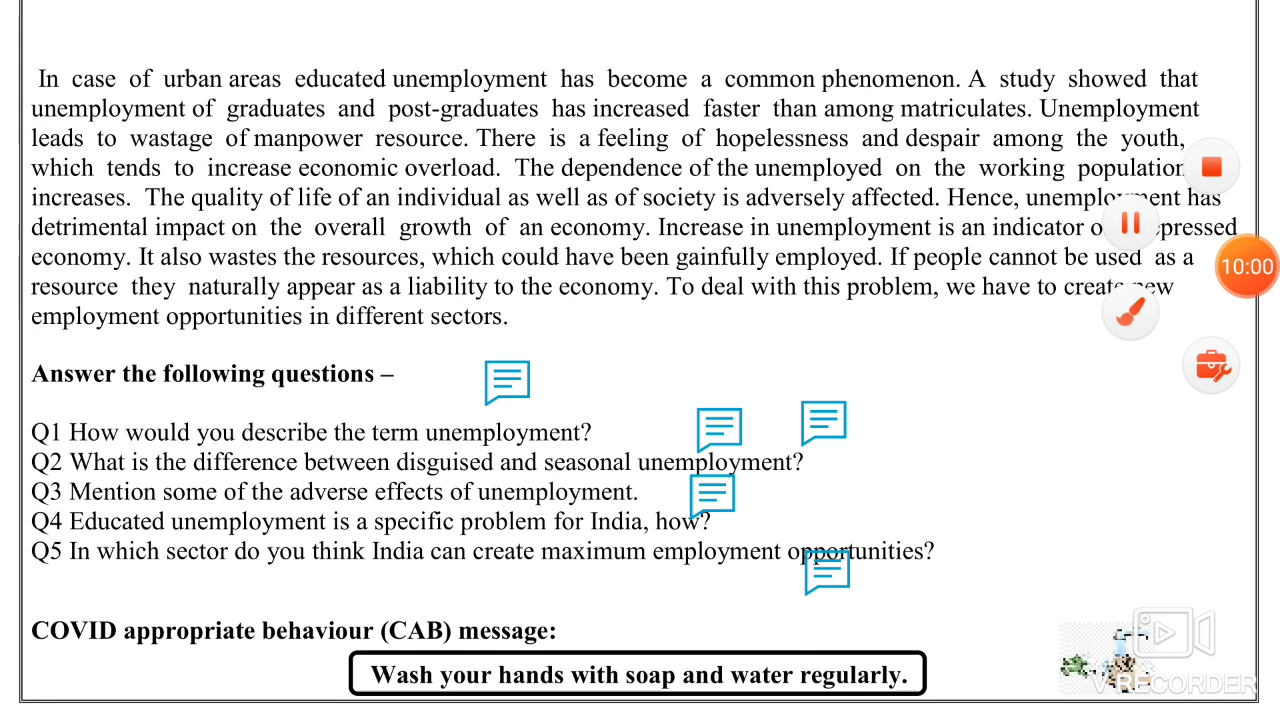 In case of urban areas educated unemployment has become a common phenomenon. A study showed that
unemployment of graduates and post-graduates has increased faster than among matriculates. Unemployment
leads to wastage of manpower resource. There is a feeling of hopelessness and despair among the youth,
which tends to increase economic overload. The dependence of the unemployed on the working population
increases. The quality of life of an individual as well as of society is adversely affected. Hence, unemployment has
detrimental impact on the overall growth of an economy. Increase in unemployment is an indicator
economy. It also wastes the resources, which could have been gainfully employed. If people cannot be used as a
resource they naturally appear as a liability to the economy. To deal with this problem, we have to create new
employment opportunities in different sectors.
10:00
Answer the following questions –
Q1 How would you describe the term unemployment?
Q2 What is the difference between disguised and seasonal unemployment?
Q3 Mention some of the adverse effects of unemployment.
Q4 Educated unemployment is a specific problem for India, how?
Q5 In which sector do you think India can create maximum employment opportunities?
COVID appropriate behaviour (CAB) message:
Wash your hands with soap and water regularly.
V RECORDER